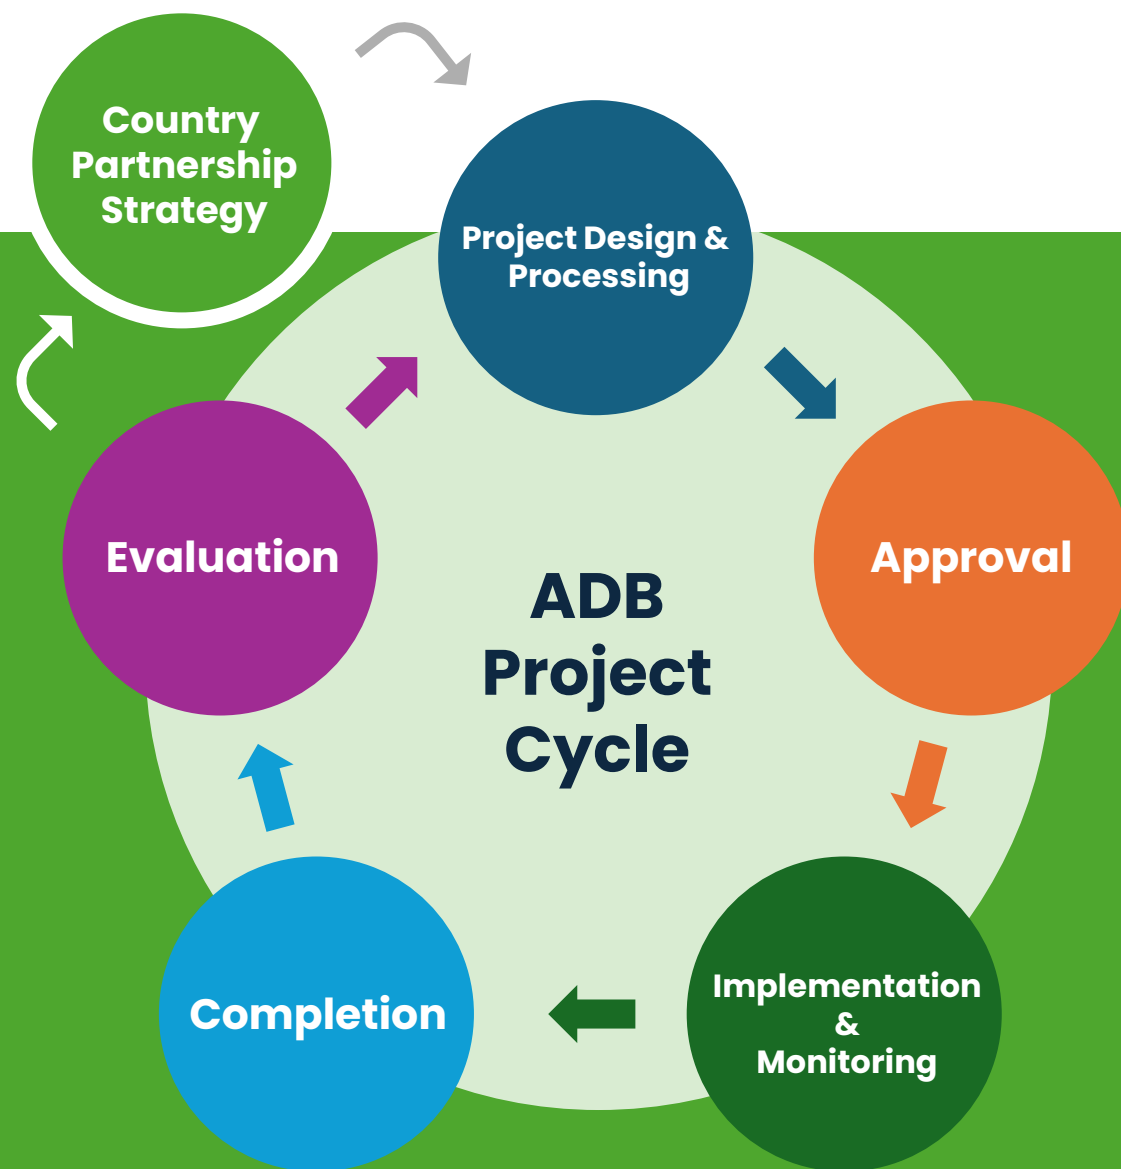 Country
Partnership
Strategy
Project Design &
Processing
Approval
Implementation
&
Monitoring
Completion
Evaluation
ADB
Project
Cycle